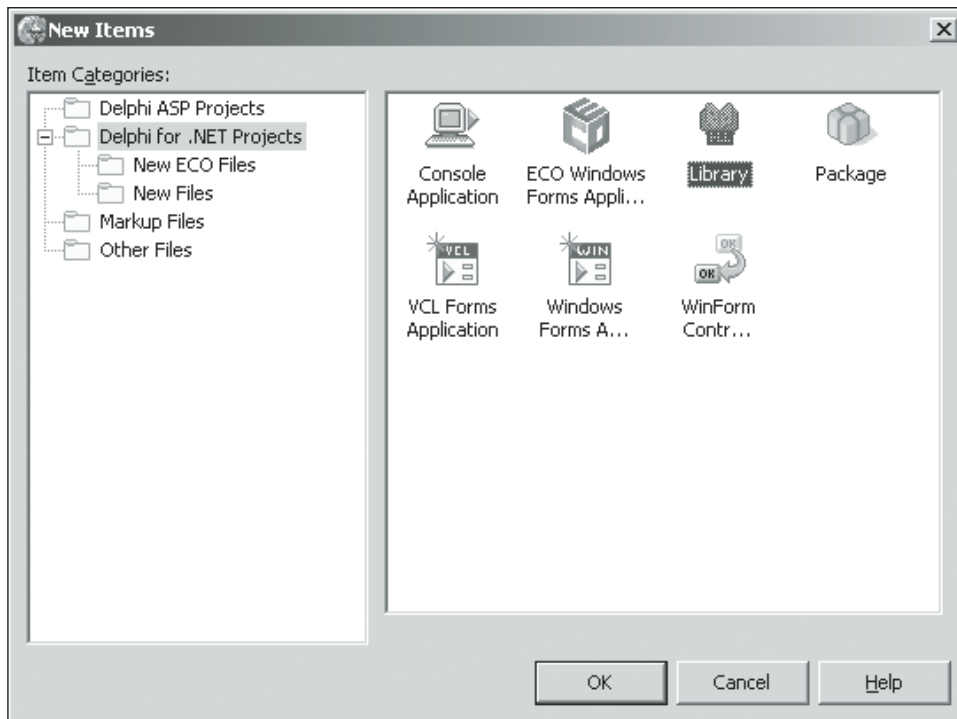 New Items
Item Categories:
Delphi ASP Projects
Delphi for .NET Projects
New ECO Files
New Files
Markup Files
Other Files
Console
Application
ECO Windows
Forms Appli...
Library
Package
VCL
WIN
OK
OK
VCL Forms
Application
Windows
Forms A...
WinForm
Contr...
OK
Cancel
Help